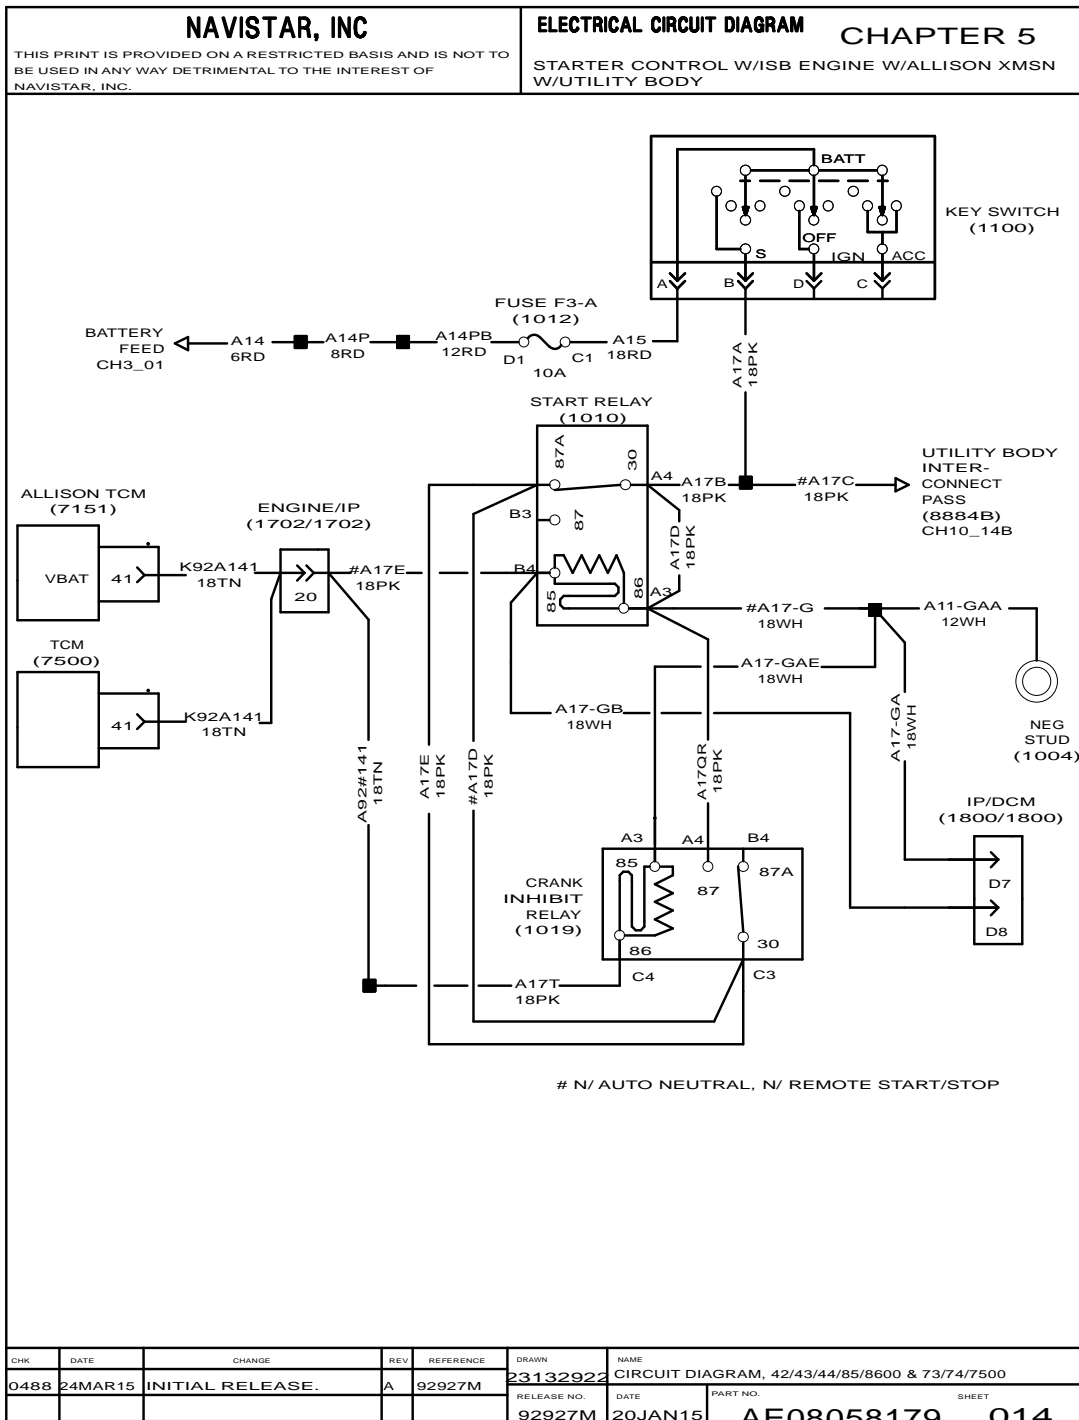 NAVISTAR, INC
THIS PRINT IS PROVIDED ON A RESTRICTED BASIS AND IS NOT TO
BE USED IN ANY WAY DETRIMENTAL TO THE INTEREST OF
NAVISTAR, INC.
ELECTRICAL CIRCUIT DIAGRAM
CHAPTER 5
STARTER CONTROL W/ISB ENGINE W/ALLISON XMSN
W/UTILITY BODY
BATT
OFF
S
IGN
ACC
A
B
D
C
KEY SWITCH
(1100)
FUSE F3-A
(1012)
BATTERY
FEED
CH3_01
A14
6RD
A14P
8RD
A14PB
12RD
D1
C1
10A
A15
18RD
A17A
18PK
START RELAY
(1010)
87A
30
A4
B3
87
B4
85
86
A3
A17B
18PK
#A17C
18PK
UTILITY BODY
INTER-
CONNECT
PASS
(8884B)
CH10_14B
A17D
18PK
ALLISON TCM
(7151)
VBAT
41
K92A141
18TN
ENGINE/IP
(1702/1702)
20
#A17E
18PK
TCM
(7500)
41
K92A141
18TN
#A17-G
18WH
A11-GAA
12WH
A17-GAE
18WH
A17-GB
18WH
A17-GA
18WH
NEG
STUD
(1004)
A92#141
18TN
A17E
18PK
#A17D
18PK
A17QR
18PK
IP/DCM
(1800/1800)
D7
D8
A3
A4
B4
85
87
87A
86
30
CRANK
INHIBIT
RELAY
(1019)
C4
C3
A17T
18PK
# N/ AUTO NEUTRAL, N/ REMOTE START/STOP
CHK
DATE
CHANGE
REV
REFERENCE
DRAWN
NAME
0488
24MAR15
INITIAL RELEASE.
A
92927M
23132922
CIRCUIT DIAGRAM, 42/43/44/85/8600 & 73/74/7500
RELEASE NO.
DATE
PART NO.
SHEET
92927M
20JAN15
AE08058179
014